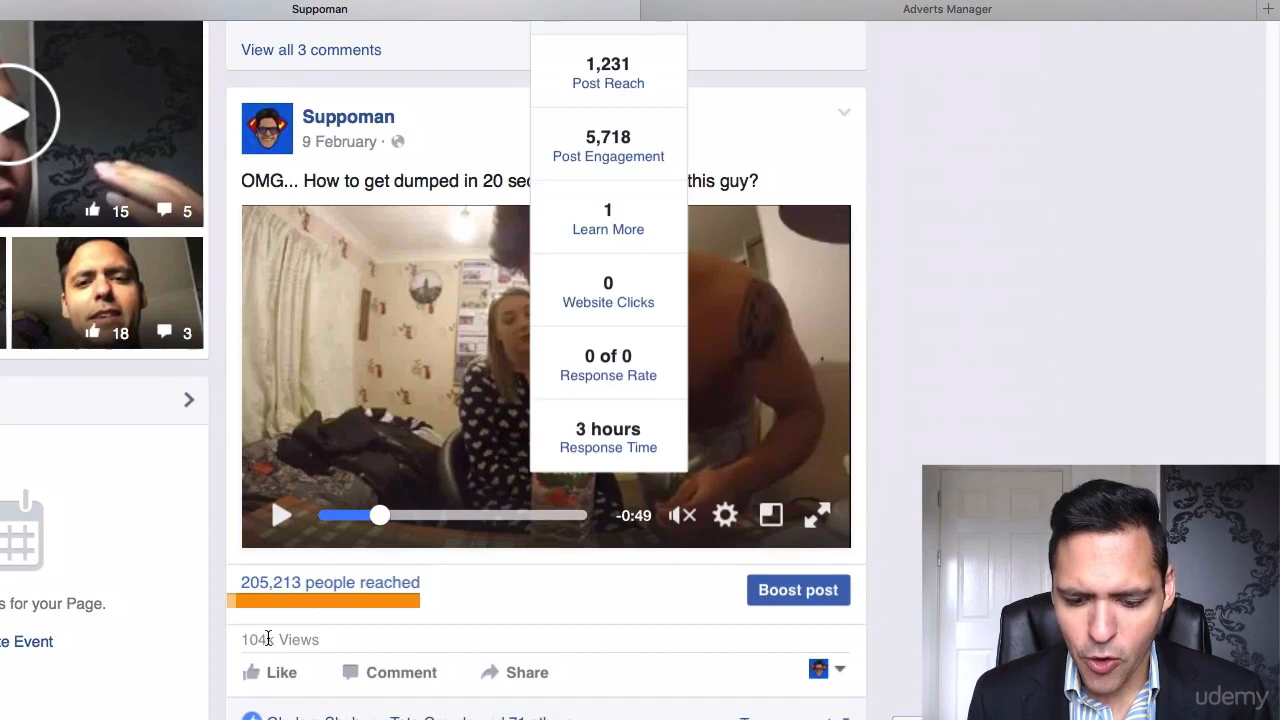 Suppoman
Adverts Manager
View all 3 comments
1,231
Post Reach
Suppoman
9 February
5,718
Post Engagement
OMG... How to get dumped in 20 this guy?
15 5
1
Learn More
0
Website Clicks
18 3
0 of 0
Response Rate
3 hours
Response Time
-0:49
205,213 people reached
Boost post
s for your Page.
Views
te Event
Like Comment Share
udemy